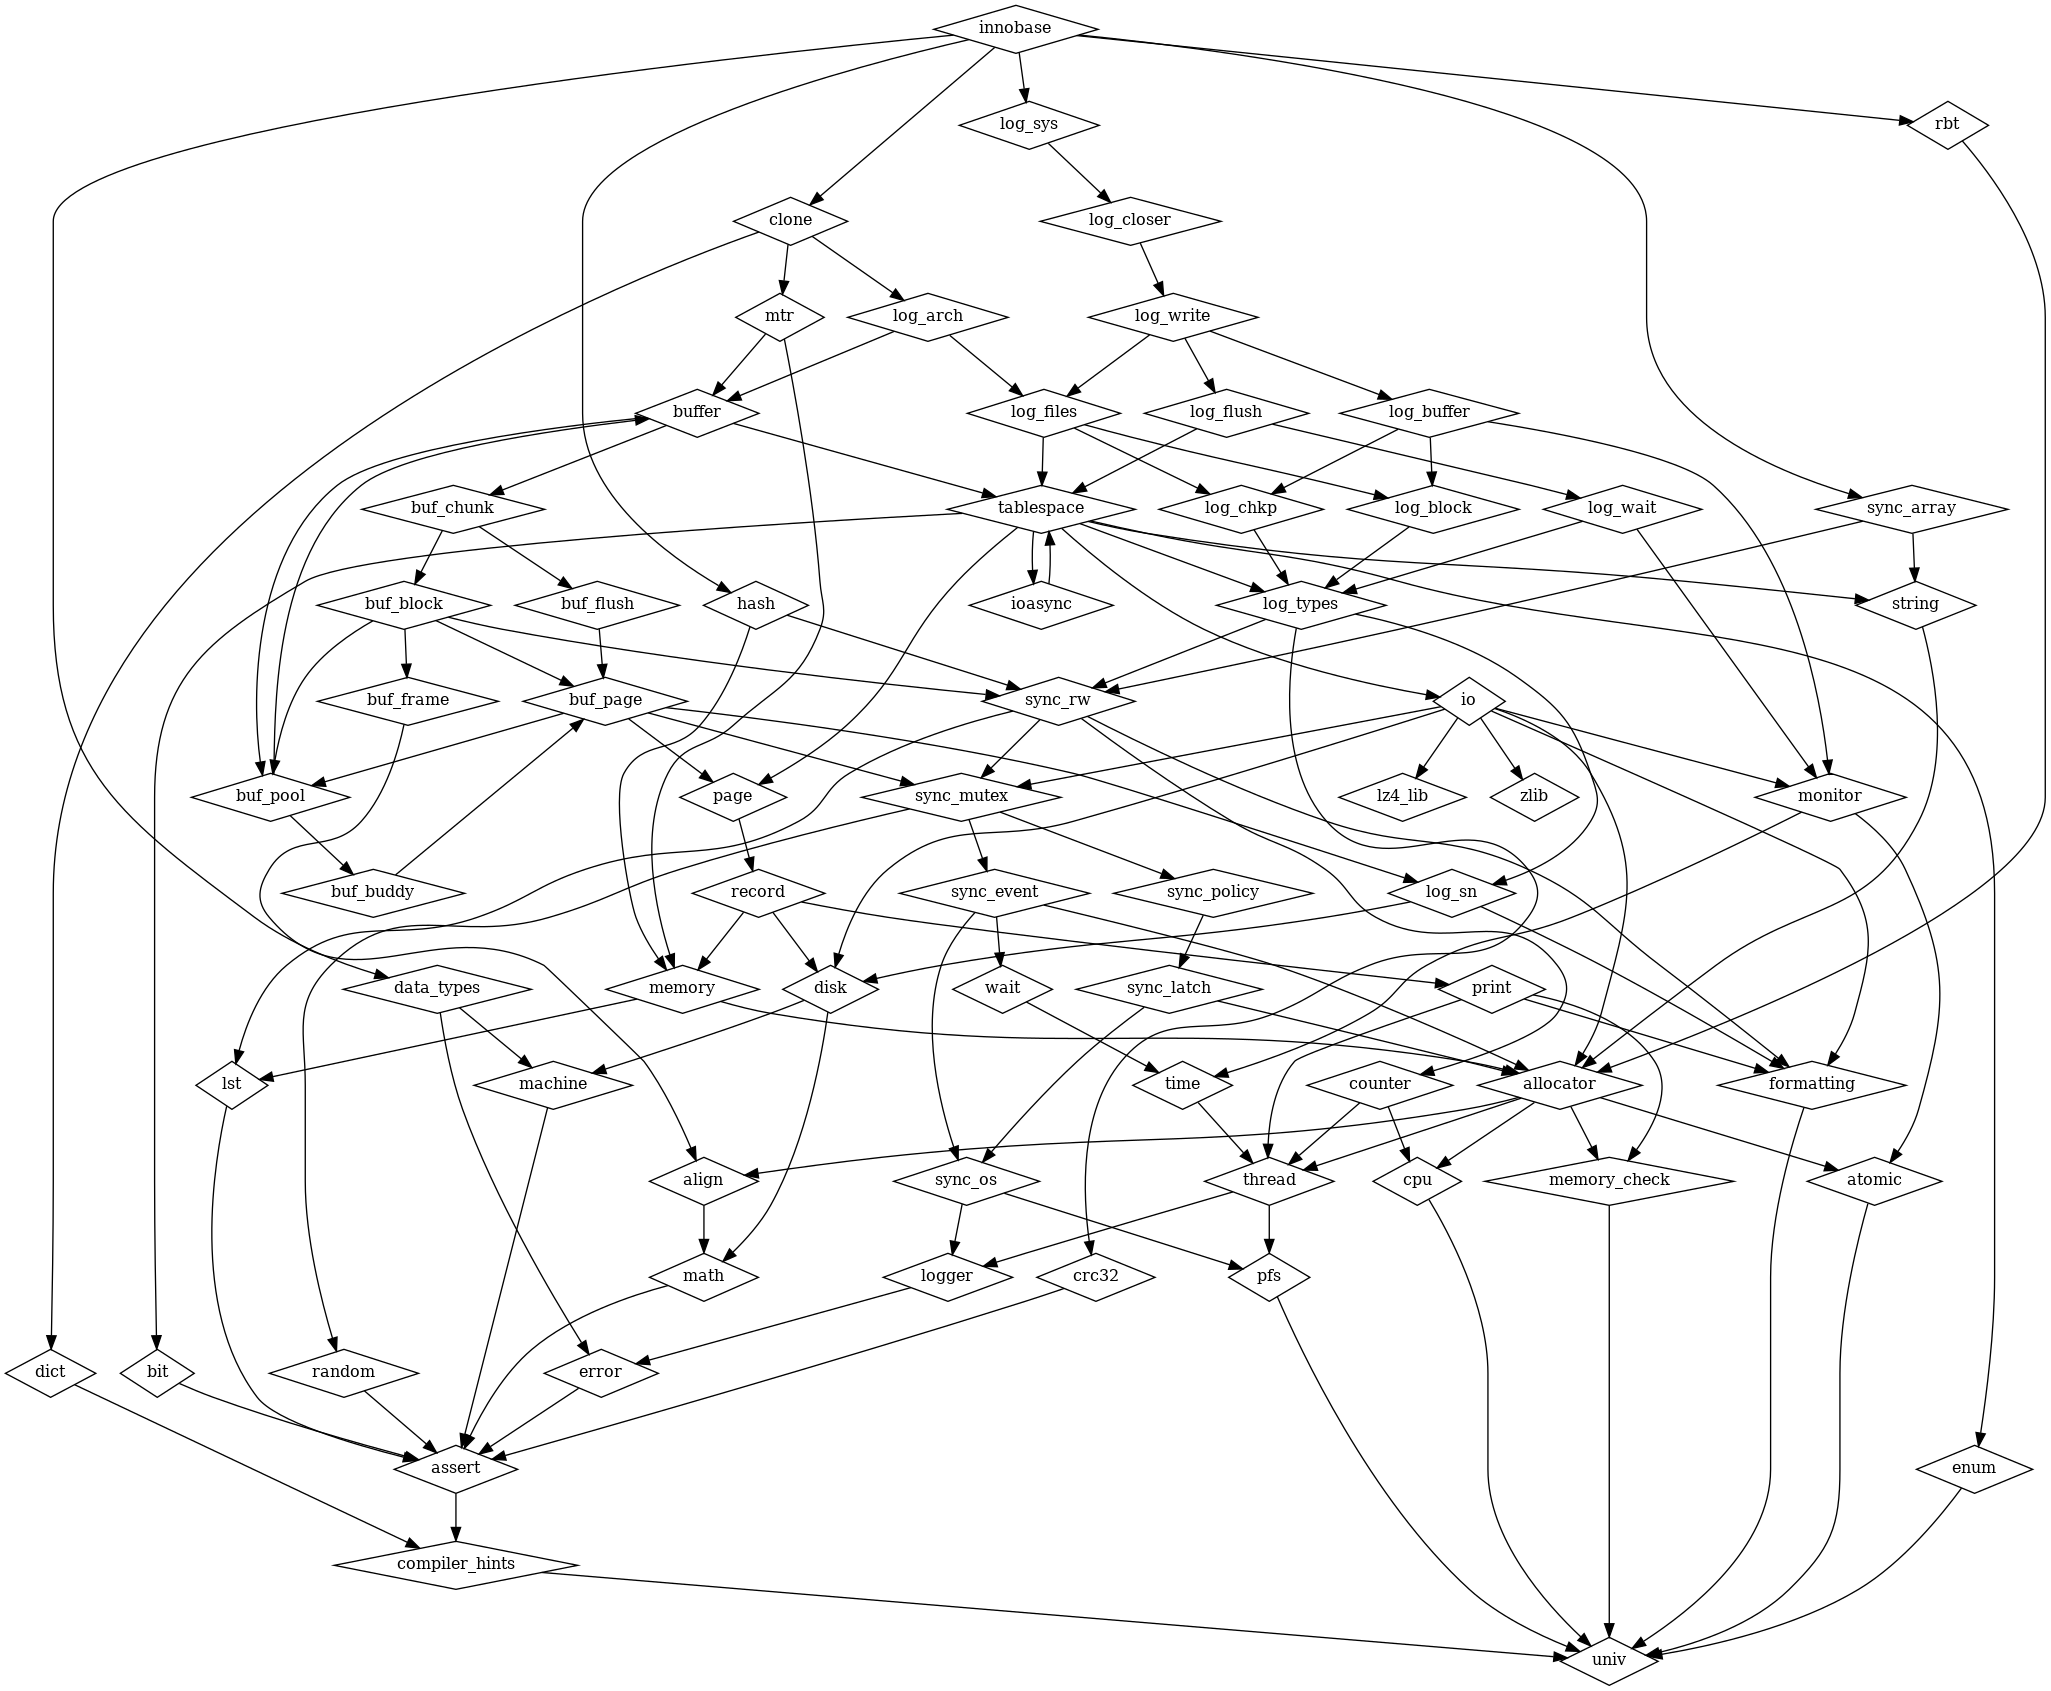 innobase
log_sys
rbt
clone
log_closer
mtr
log_arch
log_write
buffer
log_files
log_flush
log_buffer
buf_chunk
tablespace
log_chkp
log_block
log_wait
sync_array
buf_block
buf_flush
hash
ioasync
log_types
string
buf_frame
buf_page
sync_rw
io
buf_pool
page
sync_mutex
lz4_lib
zlib
monitor
buf_buddy
record
sync_event
sync_policy
log_sn
data_types
memory
disk
wait
sync_latch
print
lst
machine
time
counter
allocator
formatting
align
sync_os
thread
cpu
memory_check
atomic
math
logger
crc32
pfs
dict
bit
random
error
assert
enum
compiler_hints
univ